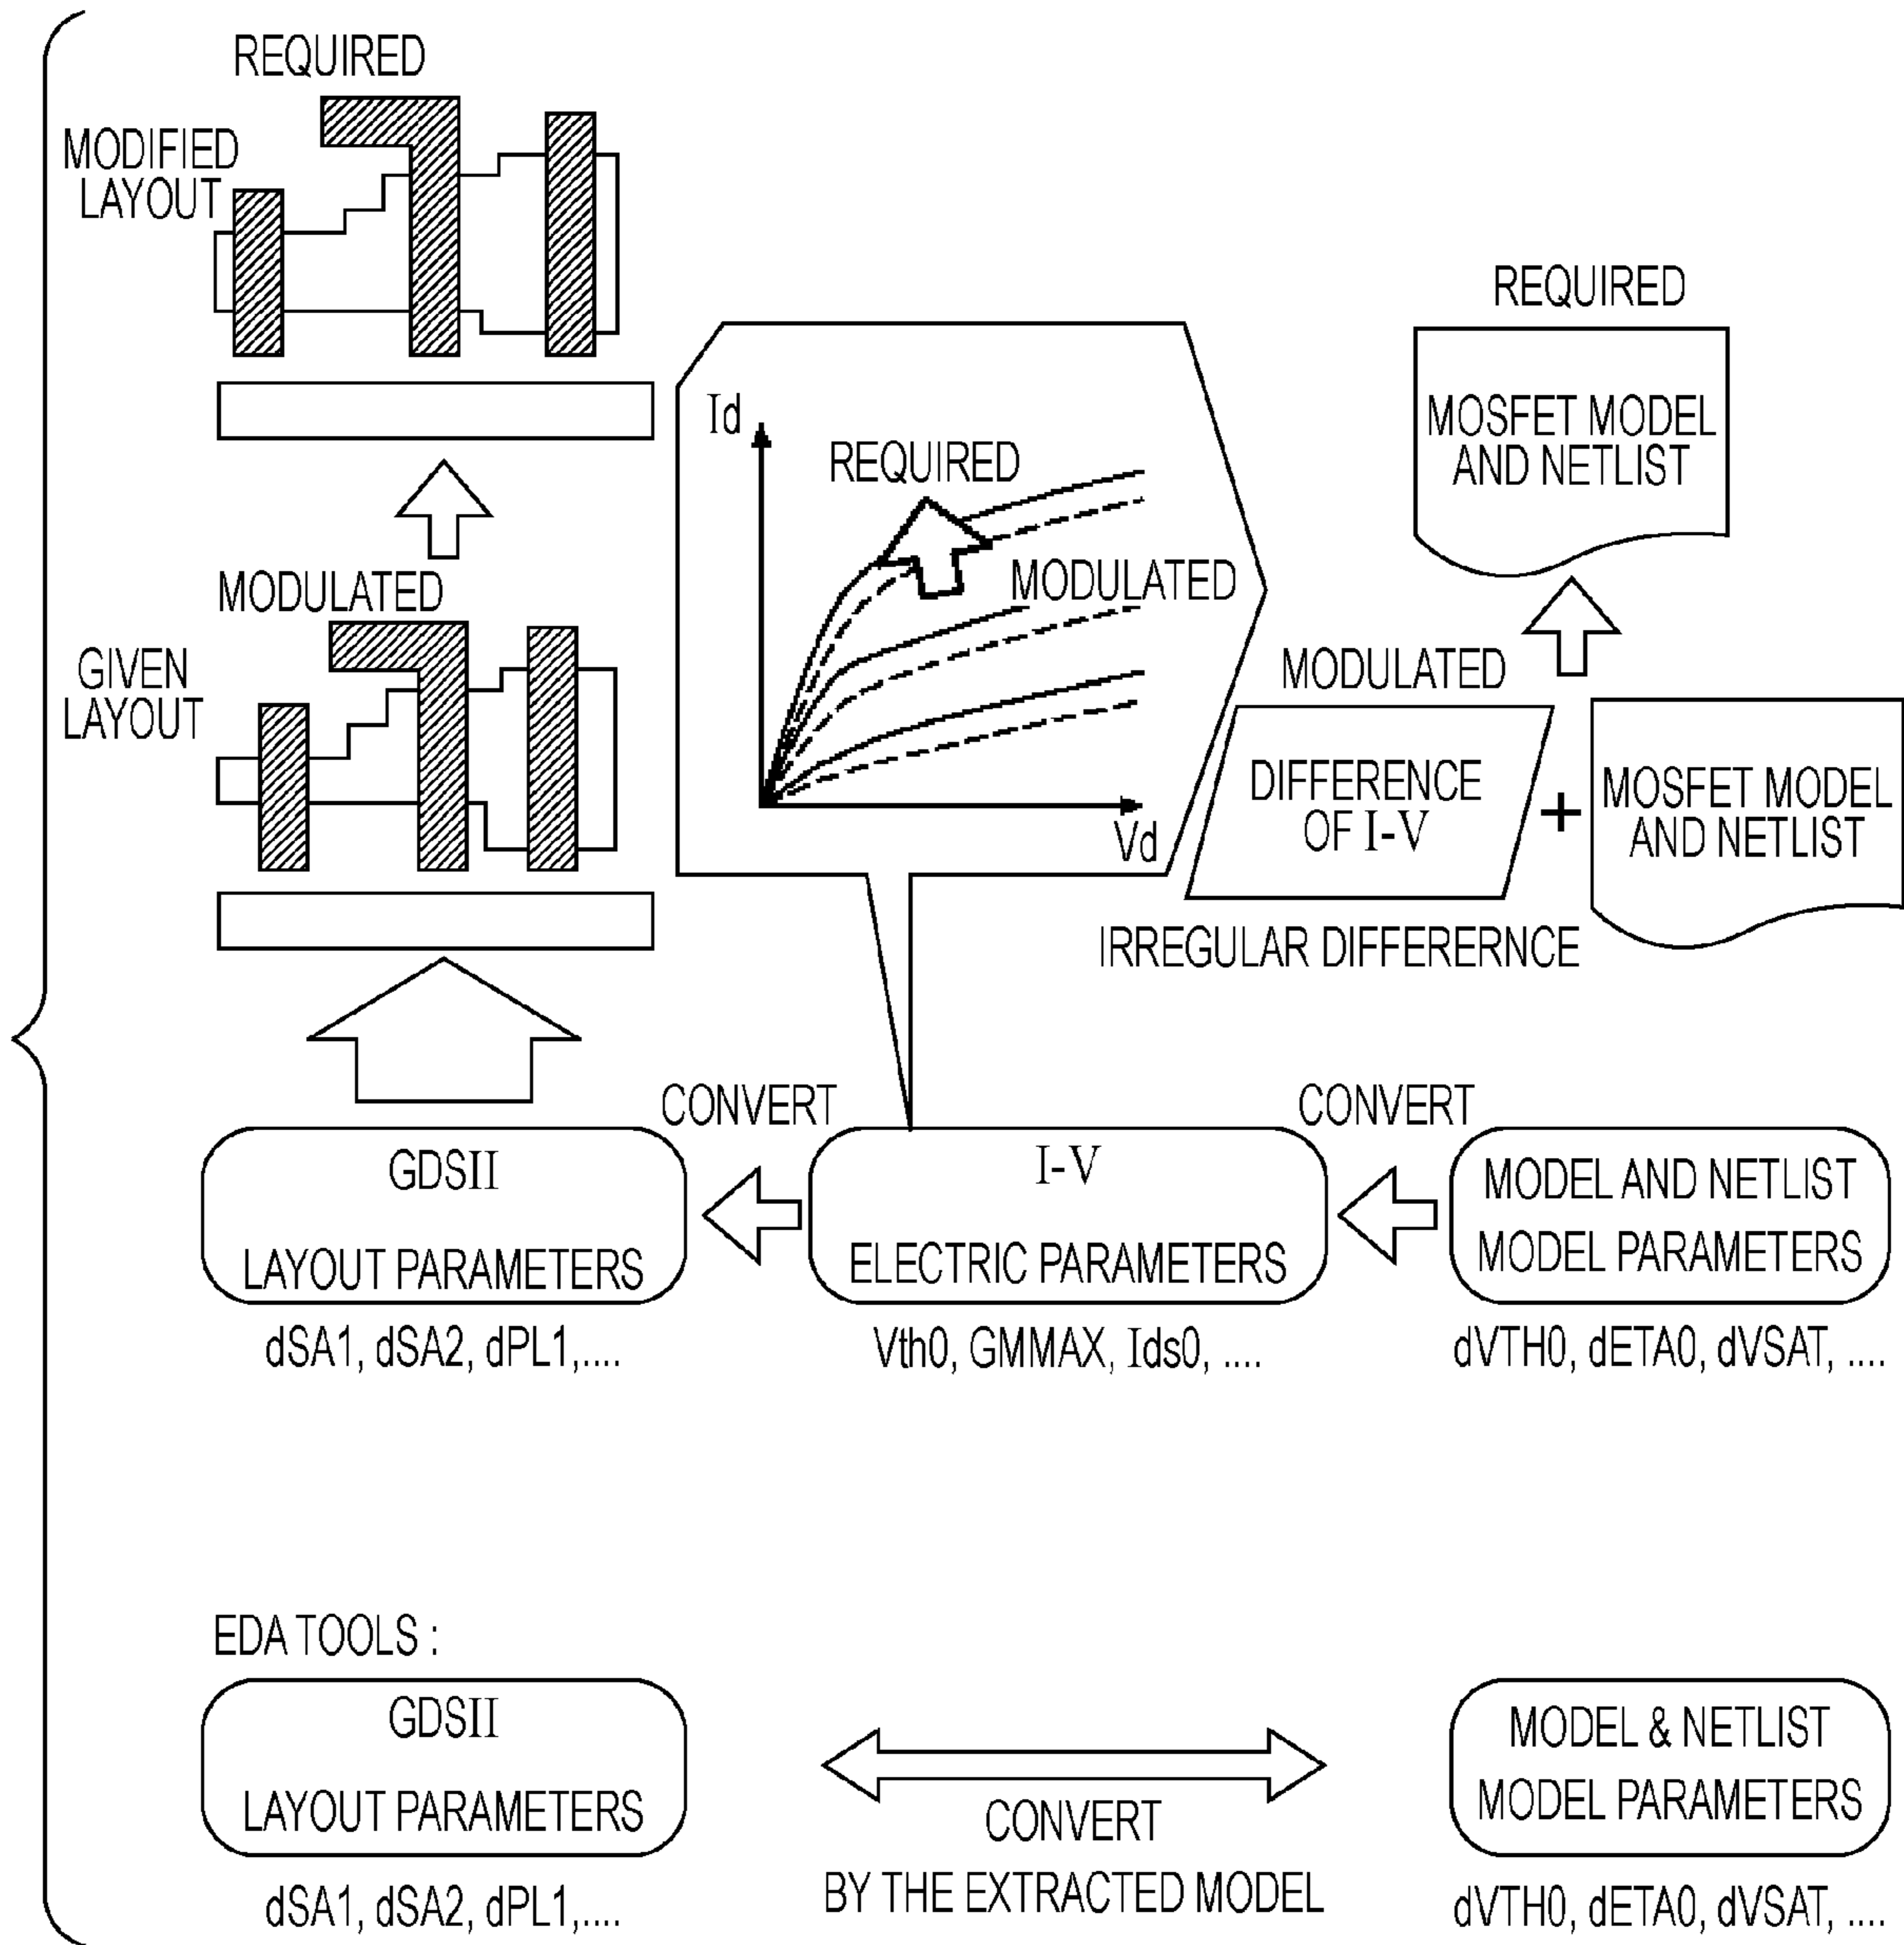 REQUIRED
MODIFIED
LAYOUT
MODULATED
GIVEN
LAYOUT
Id
REQUIRED
MODULATED
Vd
REQUIRED
MOSFET MODEL
AND NETLIST
MODULATED
DIFFERENCE
OF I-V
+
MOSFET MODEL
AND NETLIST
IRREGULAR DIFFERERNCE
CONVERT
CONVERT
GDSII
LAYOUT PARAMETERS
I-V
ELECTRIC PARAMETERS
MODEL AND NETLIST
MODEL PARAMETERS
dSA1, dSA2, dPL1,....
Vth0, GMMAX, Ids0, ....
dVTH0, dETA0, dVSAT, ....
EDA TOOLS :
GDSII
LAYOUT PARAMETERS
CONVERT
BY THE EXTRACTED MODEL
MODEL & NETLIST
MODEL PARAMETERS
dSA1, dSA2, dPL1,....
dVTH0, dETA0, dVSAT, ....